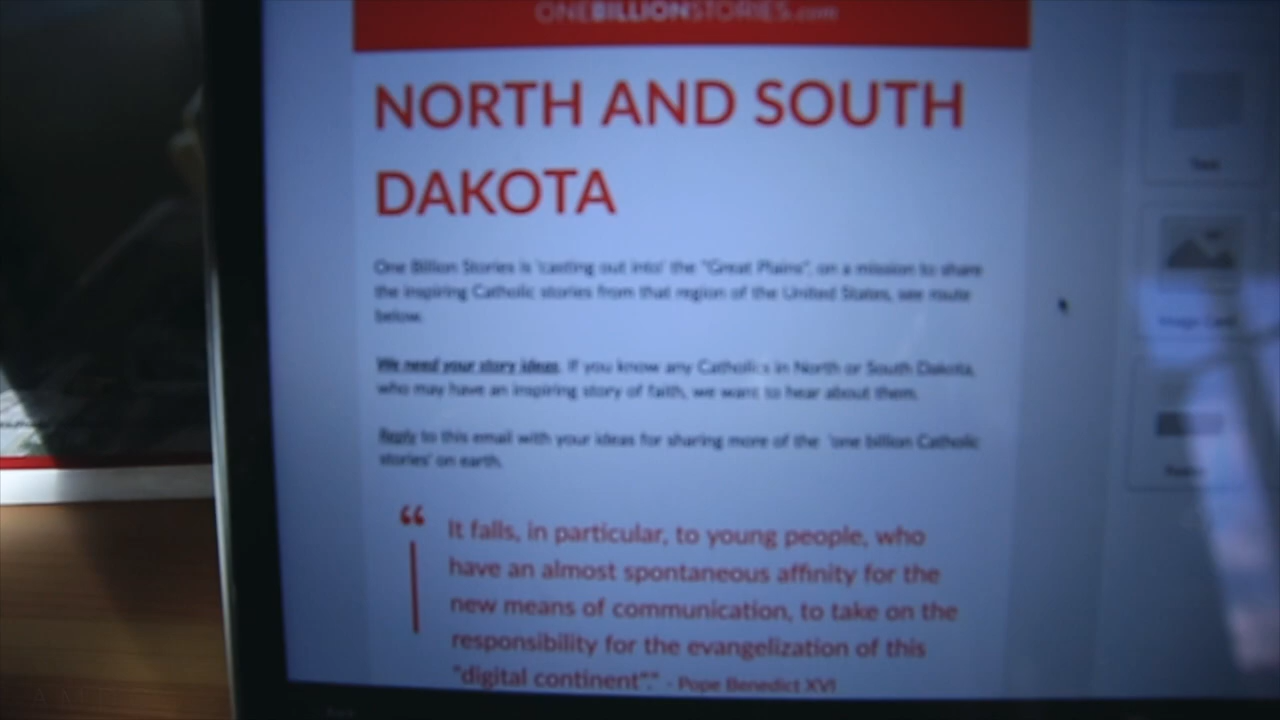 ONEBILLIONSTORIES.com
NORTH AND SOUTH
DAKOTA
One Billion Stories is 'casting out into' the "Great Plains", on a mission to share
the inspiring Catholic stories from that region of the United States, see route
below.
We need your story ideas. If you know any Catholics in North or South Dakota,
who may have an inspiring story of faith, we want to hear about them.
Reply to this email with your ideas for sharing more of the 'one billion Catholic
stories' on earth.
“
It falls, in particular, to young people, who
have an almost spontaneous affinity for the
new means of communication, to take on the
responsibility for the evangelization of this
"digital continent"." - Pope Benedict XVI
Text